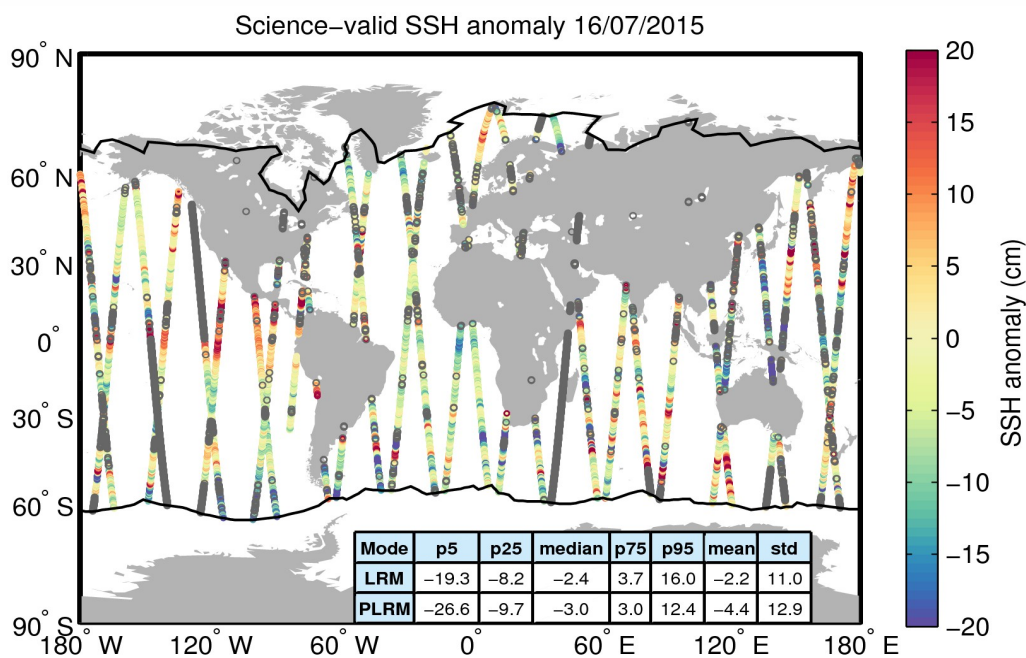 Science−valid SSH anomaly 16/07/2015
90° N
60° N
30° N
0°
30° S
60° S
90° S
180° W
120° W
60° W
0°
60° E
120° E
180° E
Mode p5 p25 median p75 p95 mean std
LRM −19.3 −8.2 −2.4 3.7 16.0 −2.2 11.0
PLRM −26.6 −9.7 −3.0 3.0 12.4 −4.4 12.9
20
15
10
5
0
−5
−10
−15
−20
SSH anomaly (cm)